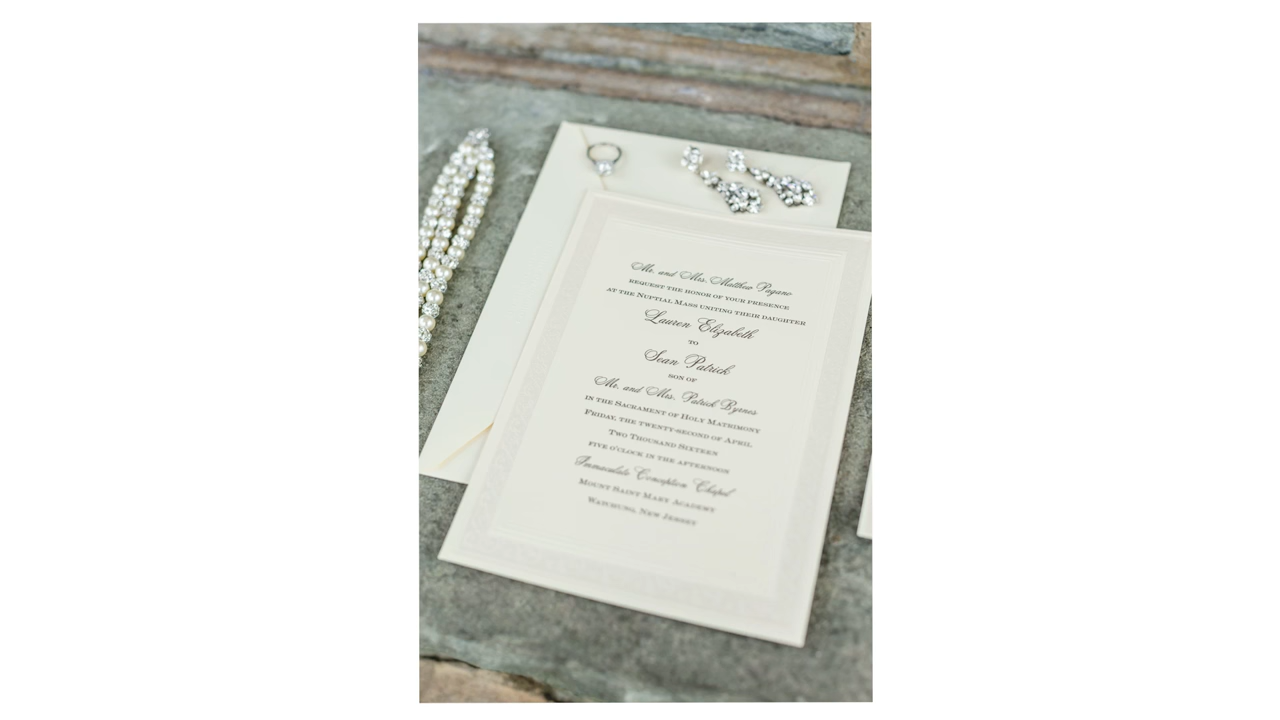 Mr. and Mrs. Matthew Pagano
REQUEST THE HONOR OF YOUR PRESENCE
AT THE NUPTIAL MASS UNITING THEIR DAUGHTER
Lauren Elizabeth
TO
Sean Patrick
SON OF
Mr. and Mrs. Patrick Byrnes
IN THE SACRAMENT OF HOLY MATRIMONY
FRIDAY, THE TWENTY-SECOND OF APRIL
TWO THOUSAND SIXTEEN
FIVE O'CLOCK IN THE AFTERNOON
Immaculate Conception Chapel
MOUNT SAINT MARY ACADEMY
WATCHUNG, NEW JERSEY